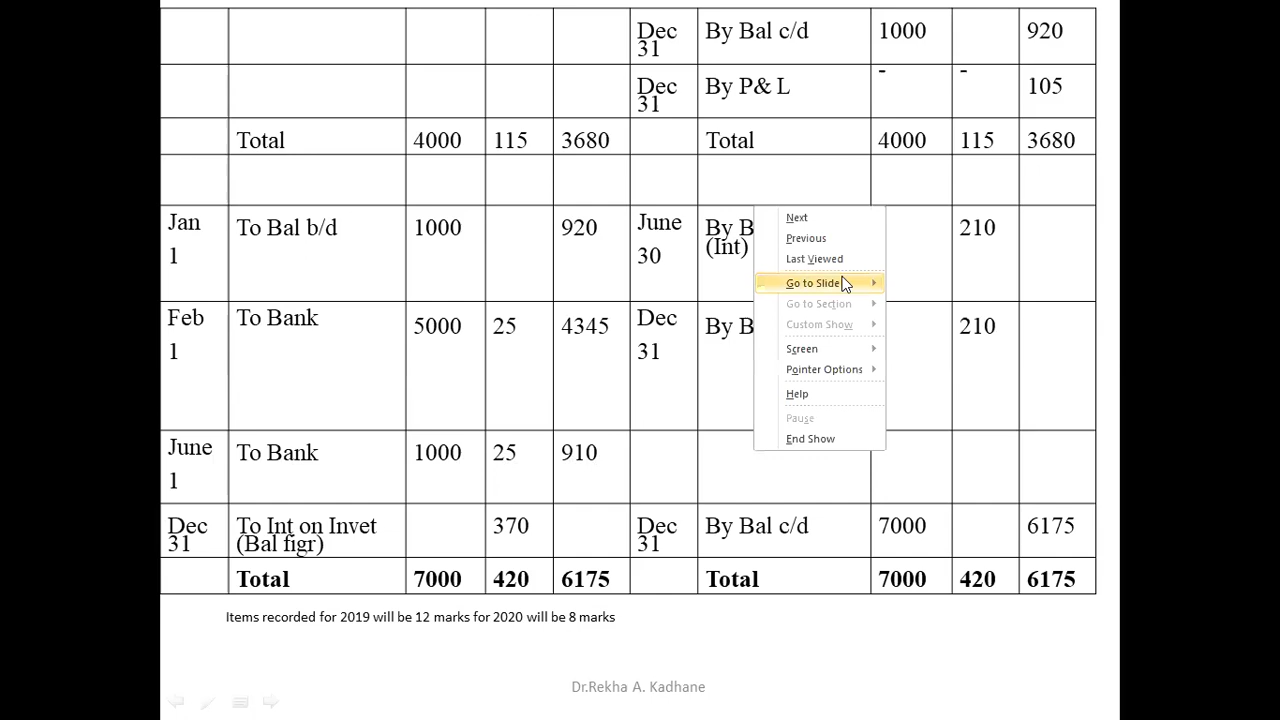 Dec 31 By Bal c/d 1000 920
Dec 31 By P& L - - 105
Total 4000 115 3680 Total 4000 115 3680
Jan 1 To Bal b/d 1000 920 June 30 By B (Int) 210
Feb 1 To Bank 5000 25 4345 Dec 31 By B 210
June 1 To Bank 1000 25 910
Dec 31 To Int on Invet (Bal figr) 370 Dec 31 By Bal c/d 7000 6175
Total 7000 420 6175 Total 7000 420 6175
Next
Previous
Last Viewed
Go to Slide
Go to Section
Custom Show
Screen
Pointer Options
Help
Pause
End Show
Items recorded for 2019 will be 12 marks for 2020 will be 8 marks
Dr.Rekha A. Kadhane